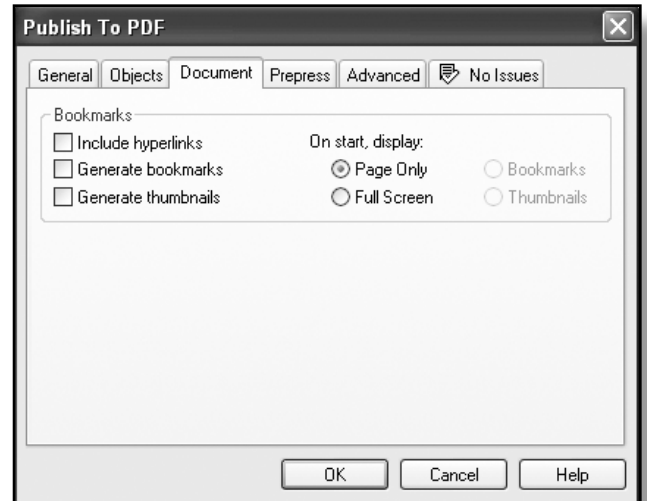 Publish To PDF
General Objects Document Prepress Advanced No Issues
Bookmarks
Include hyperlinks On start, display:
Generate bookmarks Page Only Bookmarks
Generate thumbnails Full Screen Thumbnails
OK Cancel Help